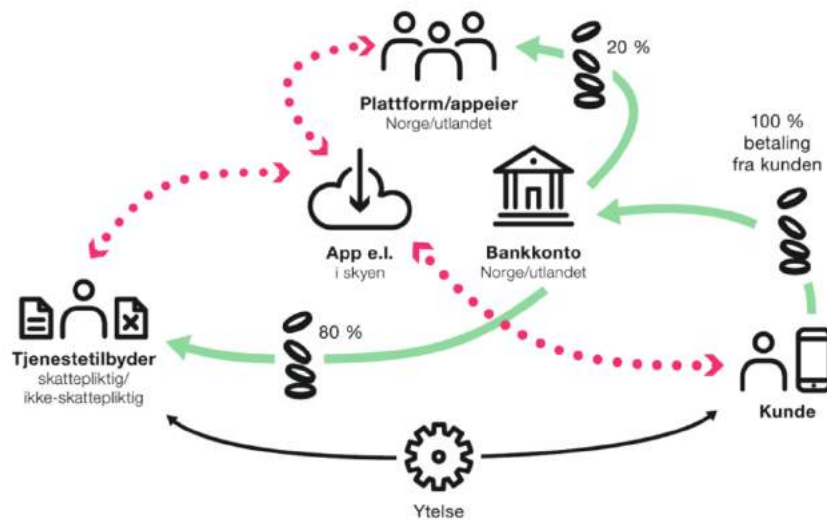 20 %
Plattform/appeier
Norge/utlandet
100 %
betaling
fra kunden
App e.l.
i skyen
Bankkonto
Norge/utlandet
80 %
Tjenestetilbyder
skattepliktig/
ikke-skattepliktig
Kunde
Ytelse